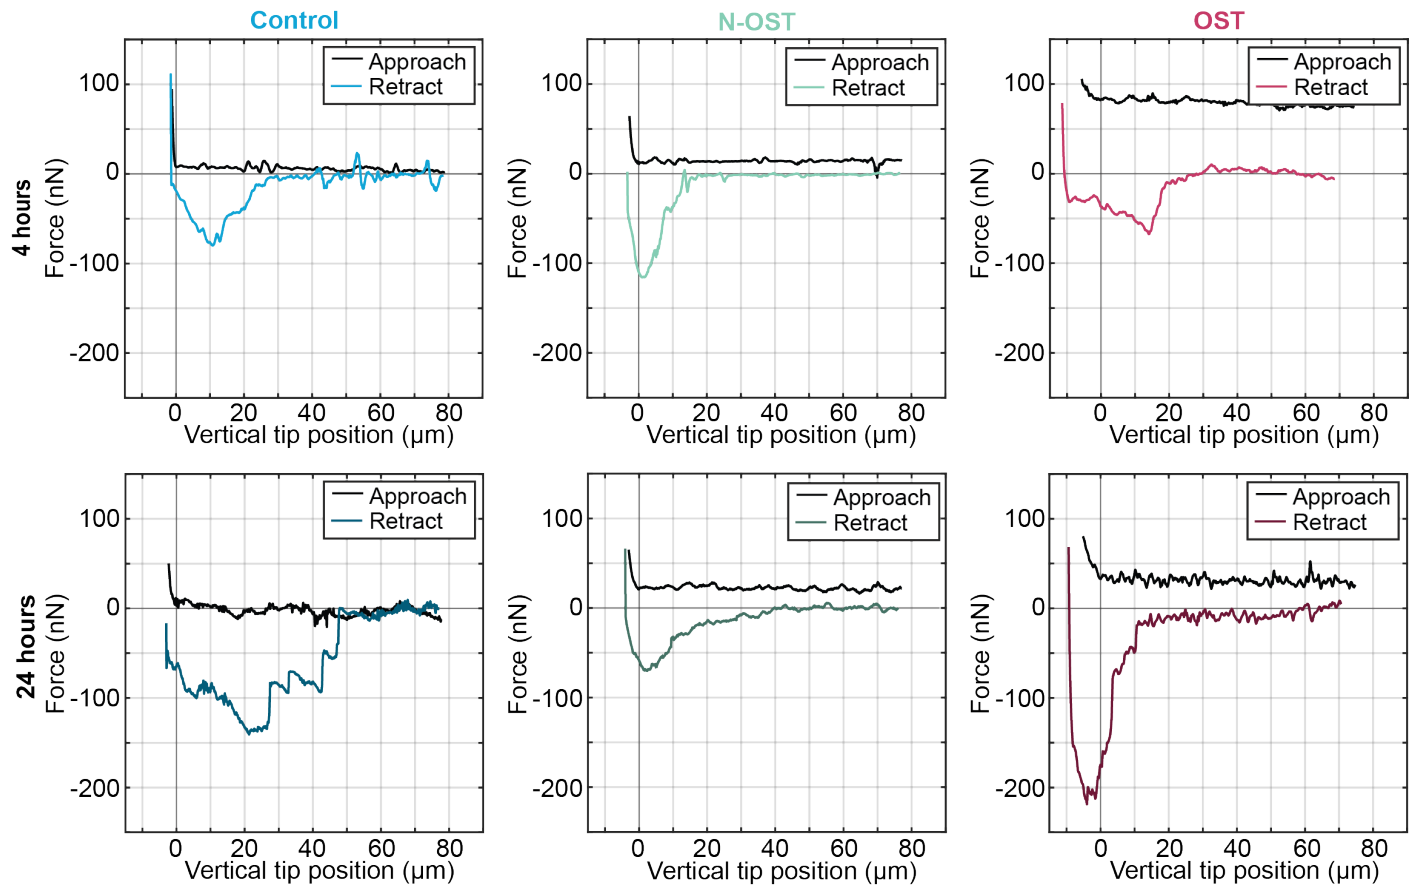 Control
N-OST
OST
4 hours
Force (nN)
100
0
-100
-200
Approach
Retract
0 20 40 60 80
Vertical tip position (µm)
Force (nN)
100
0
-100
-200
Approach
Retract
0 20 40 60 80
Vertical tip position (µm)
Force (nN)
100
0
-100
-200
Approach
Retract
0 20 40 60 80
Vertical tip position (µm)
24 hours
Force (nN)
100
0
-100
-200
Approach
Retract
0 20 40 60 80
Vertical tip position (µm)
Force (nN)
100
0
-100
-200
Approach
Retract
0 20 40 60 80
Vertical tip position (µm)
Force (nN)
100
0
-100
-200
Approach
Retract
0 20 40 60 80
Vertical tip position (µm)